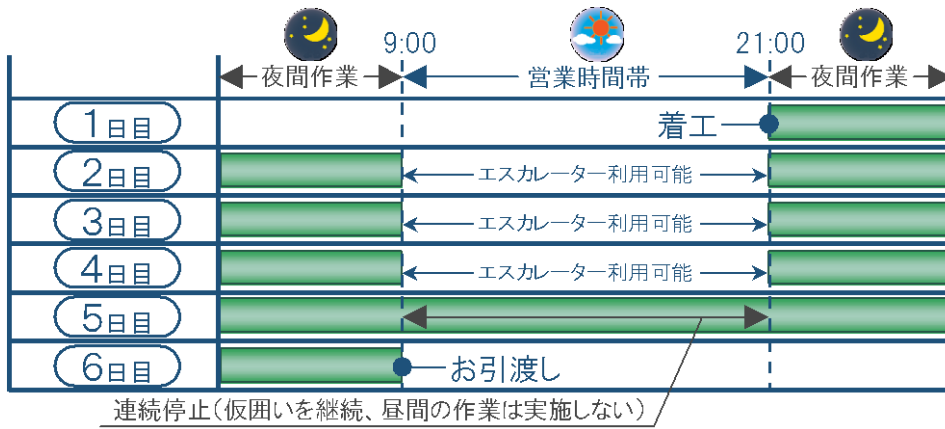 9:00
21:00
夜間作業
営業時間帯
夜間作業
1日目
着工
2日目
エスカレーター利用可能
3日目
エスカレーター利用可能
4日目
エスカレーター利用可能
5日目
6日目
お引渡し
連続停止(仮囲いを継続、昼間の作業は実施しない)